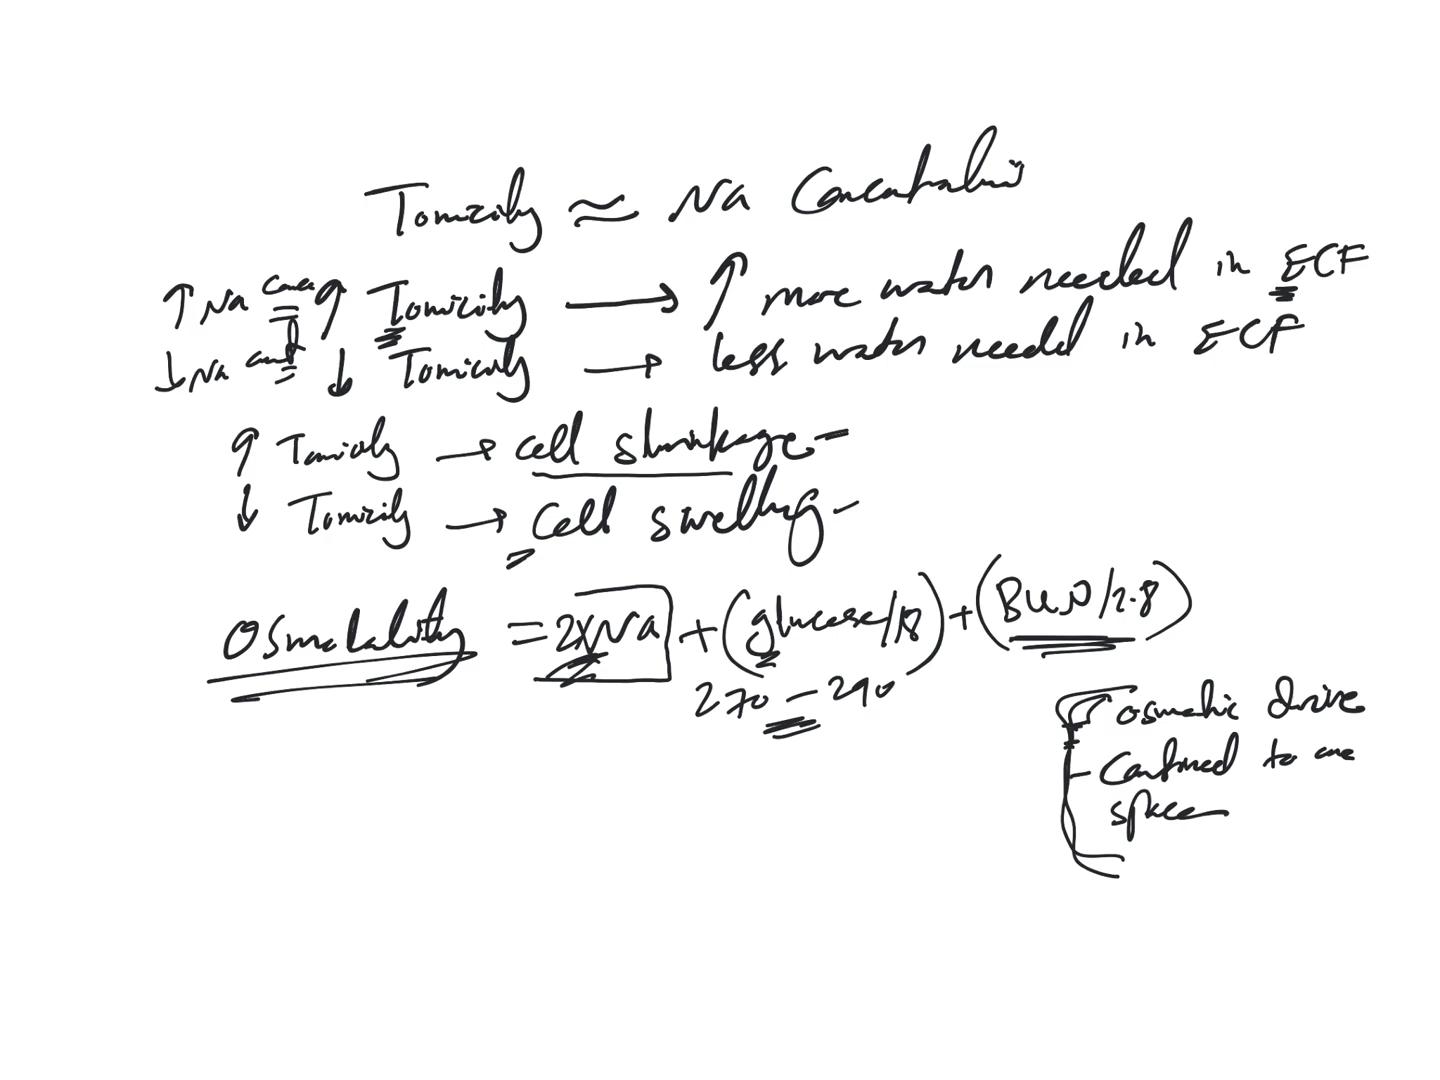 Tonicity ≈ Na Concentration
↑ Na conc = ↑ Tonicity → ↑ more water needed in ECF
↓ Na conc = ↓ Tonicity → less water needed in ECF
↑ Tonicity → cell shrinkage
↓ Tonicity → cell swelling
Osmolality = 2xNa + (glucose/18) + (BUN/2.8)
270 - 290
osmotic drive
- Confined to one
space